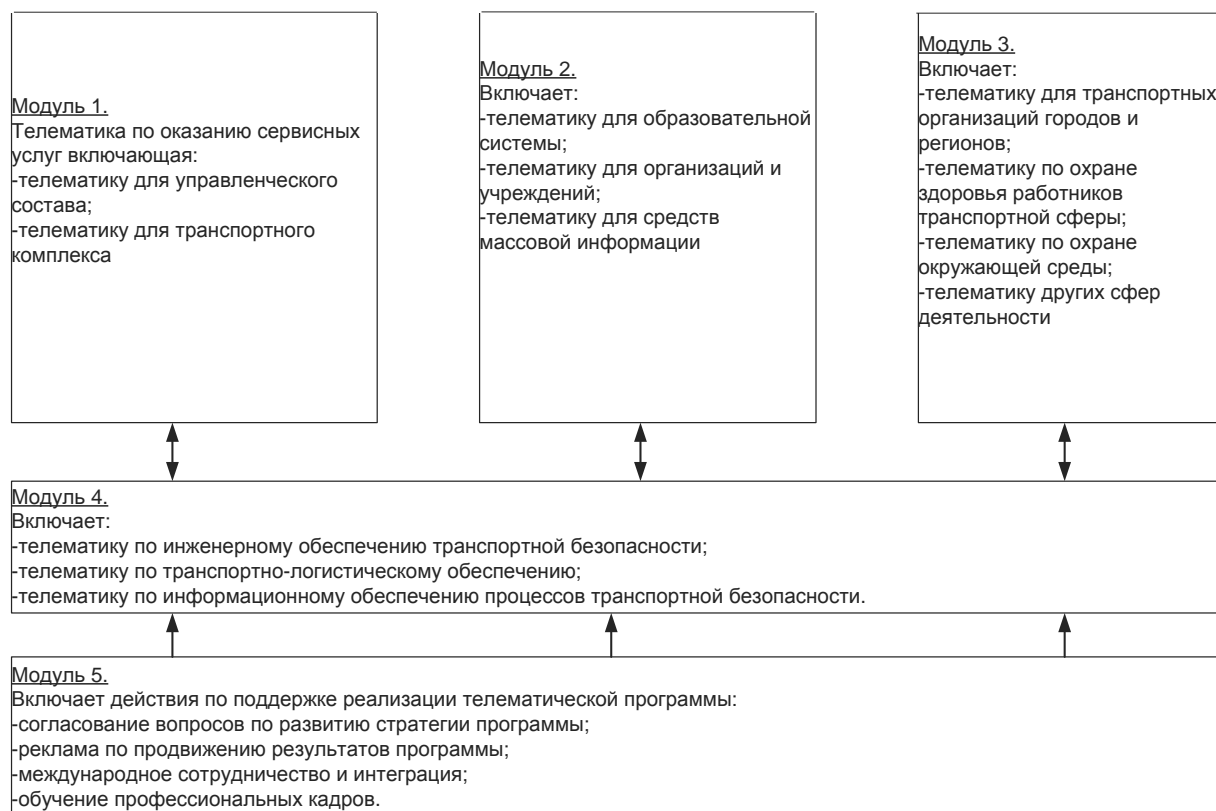 Модуль 1.
Телематика по оказанию сервисных
услуг включающая:
-телематику для управленческого
состава;
-телематику для транспортного
комплекса
Модуль 2.
Включает:
-телематику для образовательной
системы;
-телематику для организаций и
учреждений;
-телематику для средств
массовой информации
Модуль 3.
Включает:
-телематику для транспортных
организаций городов и
регионов;
-телематику по охране
здоровья работников
транспортной сферы;
-телематику по охране
окружающей среды;
-телематику других сфер
деятельности
Модуль 4.
Включает:
-телематику по инженерному обеспечению транспортной безопасности;
-телематику по транспортно-логистическому обеспечению;
-телематику по информационному обеспечению процессов транспортной безопасности.
Модуль 5.
Включает действия по поддержке реализации телематической программы:
-согласование вопросов по развитию стратегии программы;
-реклама по продвижению результатов программы;
-международное сотрудничество и интеграция;
-обучение профессиональных кадров.